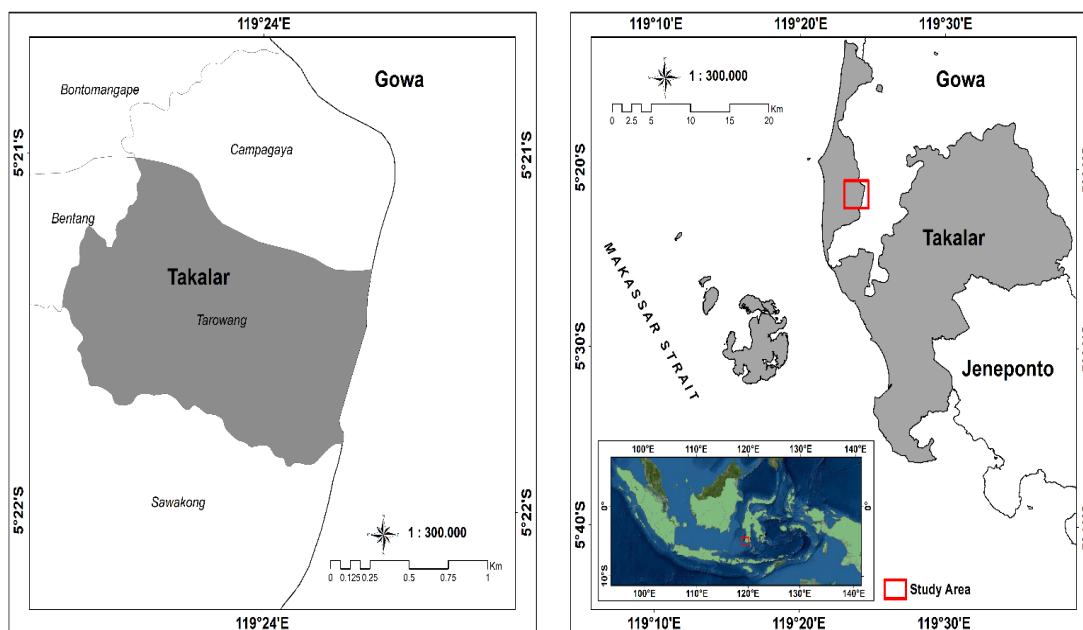 119°24'E
Gowa
Bontomangape
1 : 300.000
5°21'S
5°21'S
Campagaya
Bentang
Takalar
Tarowang
Sawakong
5°22'S
5°22'S
1 : 300.000
Km
0 0.125 0.25 0.5 0.75 1
119°24'E
119°10'E 119°20'E 119°30'E
1 : 300.000
Gowa
Km
0 2.5 5 10 15 20
5°20'S
Takalar
MAKASSAR STRAIT
5°30'S
Jeneponto
5°40'S
100°E 110°E 120°E 130°E 140°E
0°
0°
10°S
10°S
100°E 110°E 120°E 130°E 140°E
Study Area
119°10'E 119°20'E 119°30'E